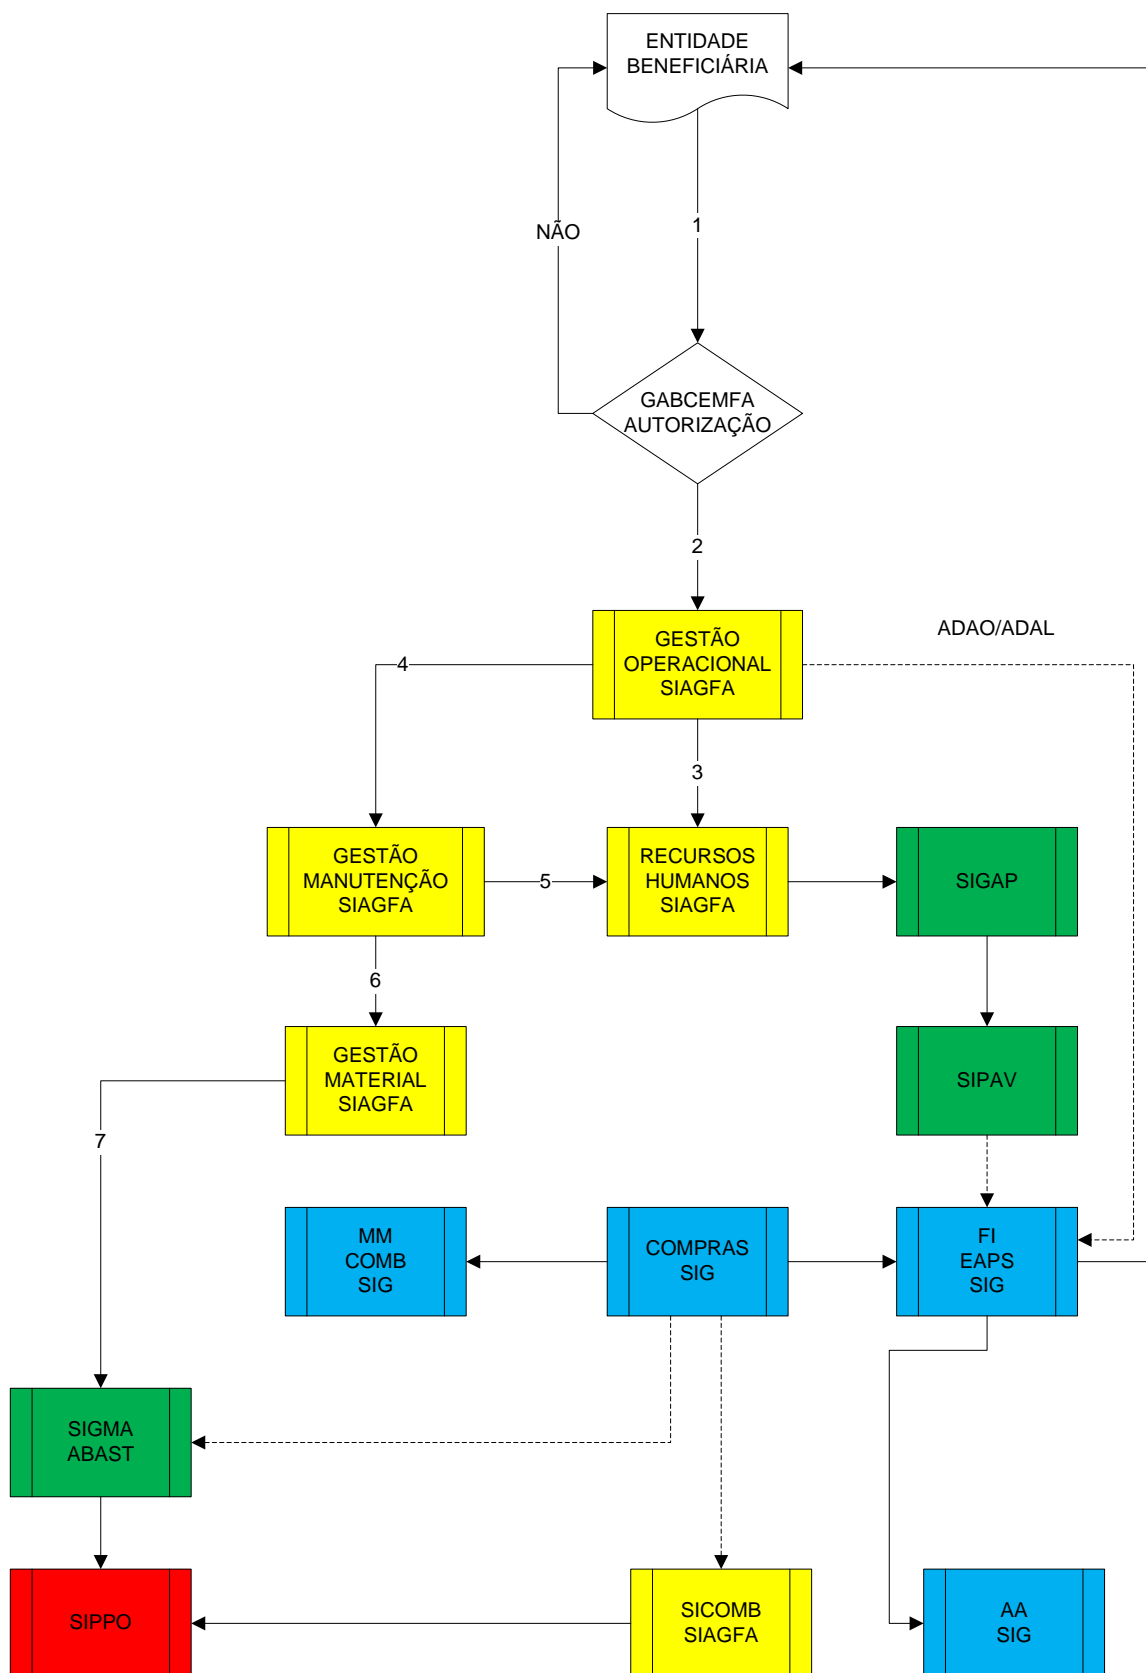 ENTIDADE
BENEFICIÁRIA
NÃO
1
GABCEMFA
AUTORIZAÇÃO
2
GESTÃO
OPERACIONAL
SIAGFA
ADAO/ADAL
4
3
GESTÃO
MANUTENÇÃO
SIAGFA
5
RECURSOS
HUMANOS
SIAGFA
SIGAP
6
GESTÃO
MATERIAL
SIAGFA
SIPAV
7
MM
COMB
SIG
COMPRAS
SIG
FI
EAPS
SIG
SIGMA
ABAST
SIPPO
SICOMB
SIAGFA
AA
SIG